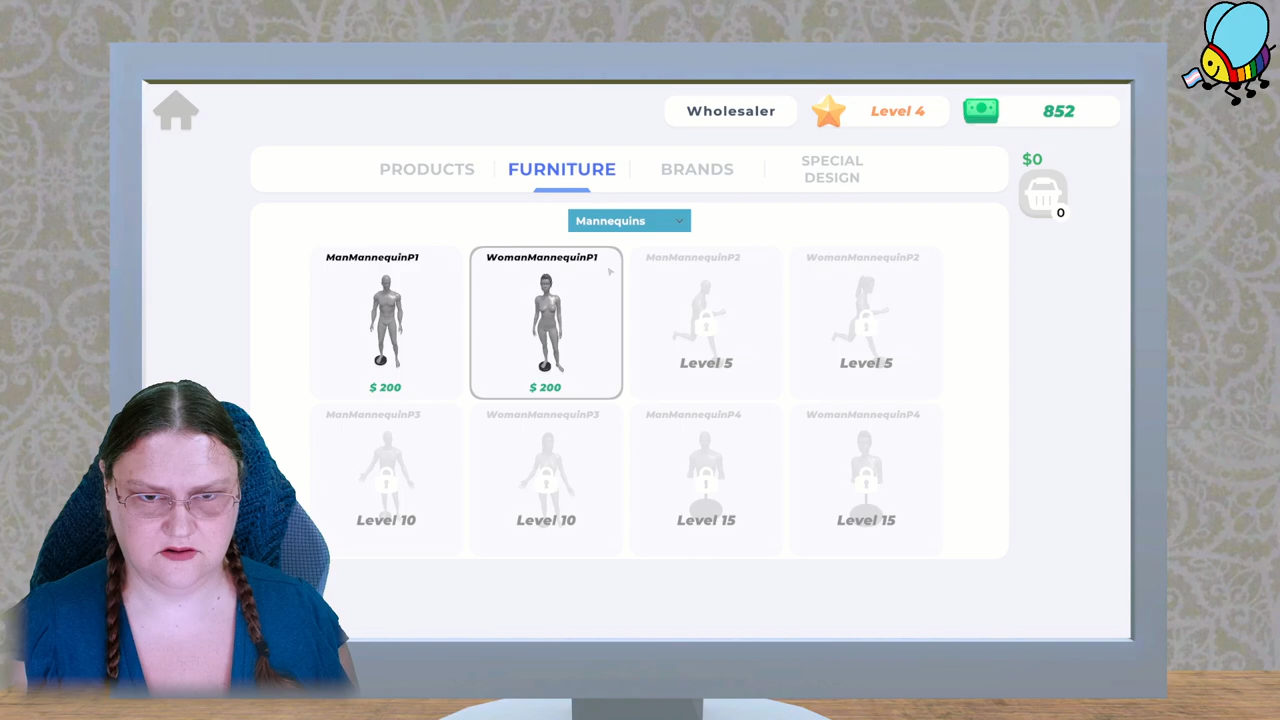 Wholesaler
Level 4
852
PRODUCTS
FURNITURE
BRANDS
SPECIAL
DESIGN
$0
0
Mannequins
ManMannequinP1
WomanMannequinP1
ManMannequinP2
WomanMannequinP2
$ 200
$ 200
Level 5
Level 5
ManMannequinP3
WomanMannequinP3
ManMannequinP4
WomanMannequinP4
Level 10
Level 10
Level 15
Level 15